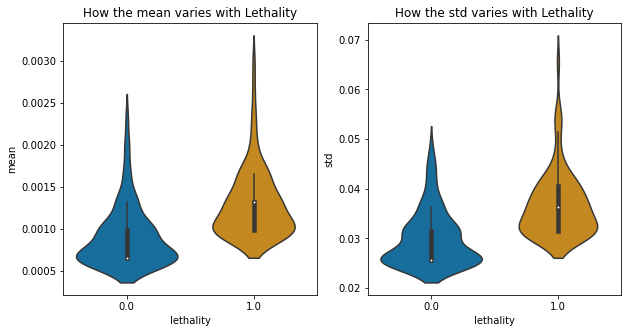 How the mean varies with Lethality
mean
0.0030
0.0025
0.0020
0.0015
0.0010
0.0005
0.0 1.0
lethality
How the std varies with Lethality
std
0.07
0.06
0.05
0.04
0.03
0.02
0.0 1.0
lethality